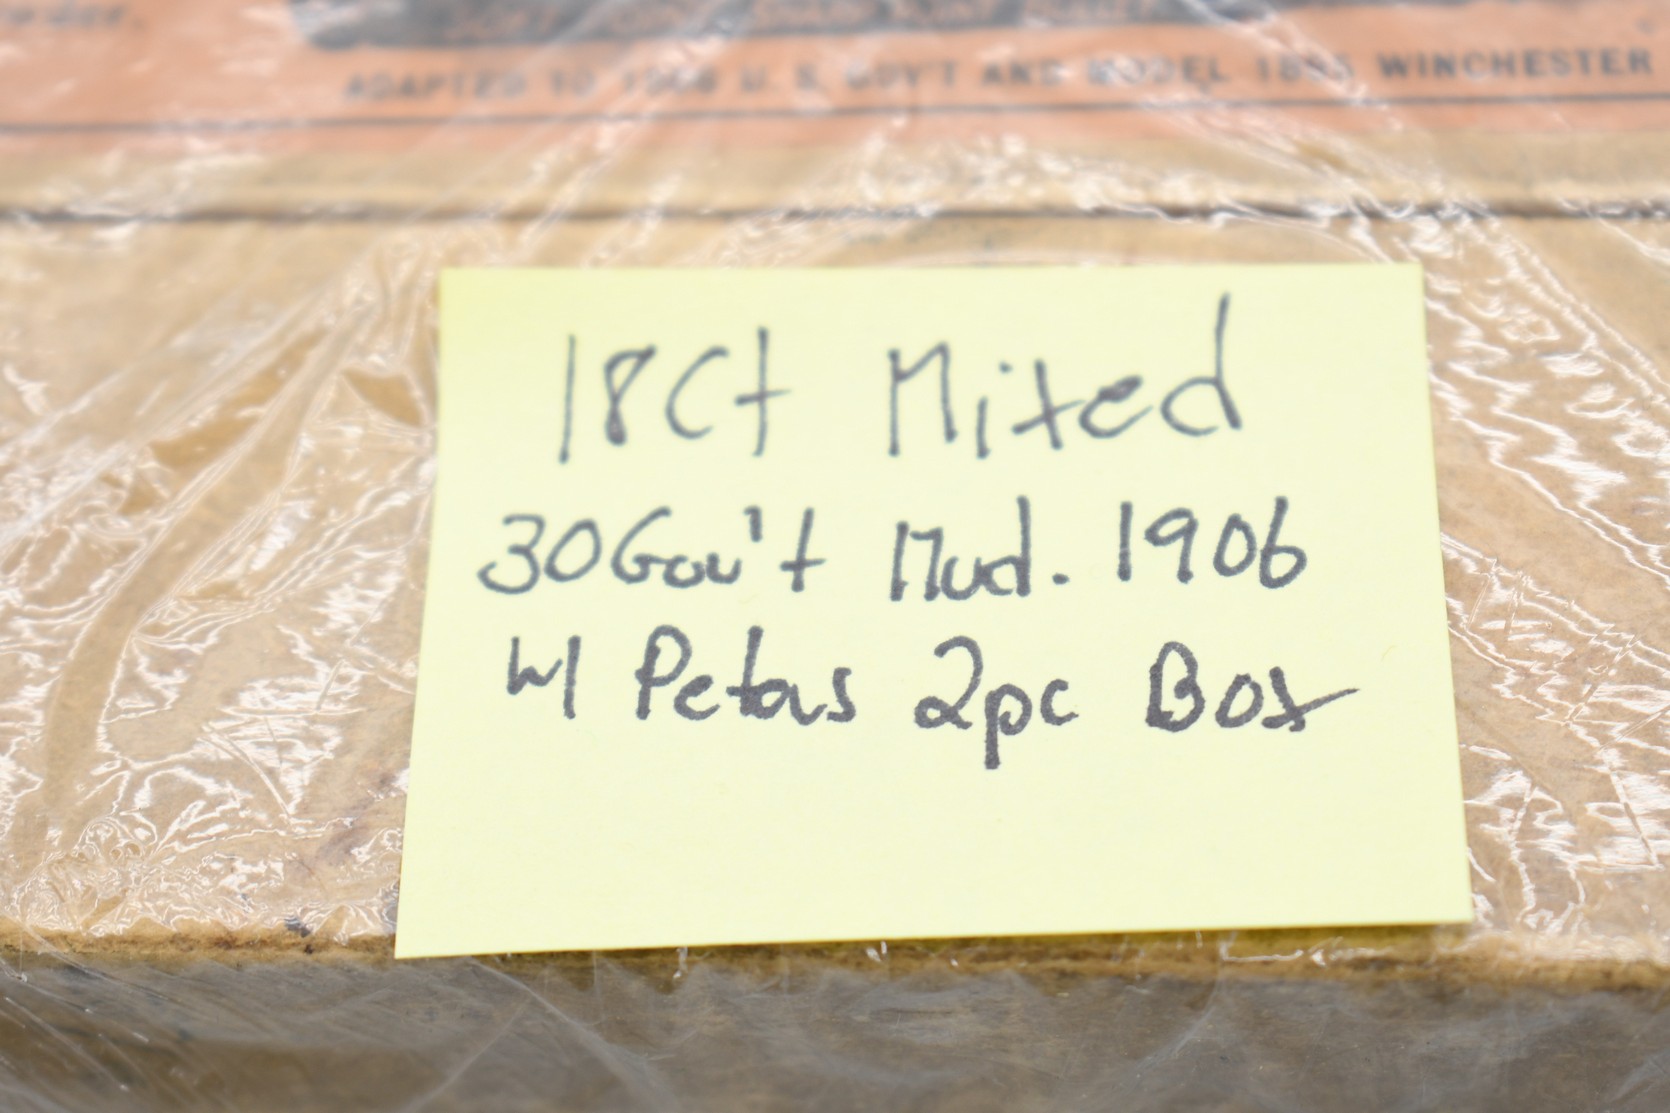 ADAPTED TO 1906 U. S. GOV'T AND MODEL 1895 WINCHESTER
18Ct Mixed
30Gov't Mod. 1906
W/ Peters 2pc Box